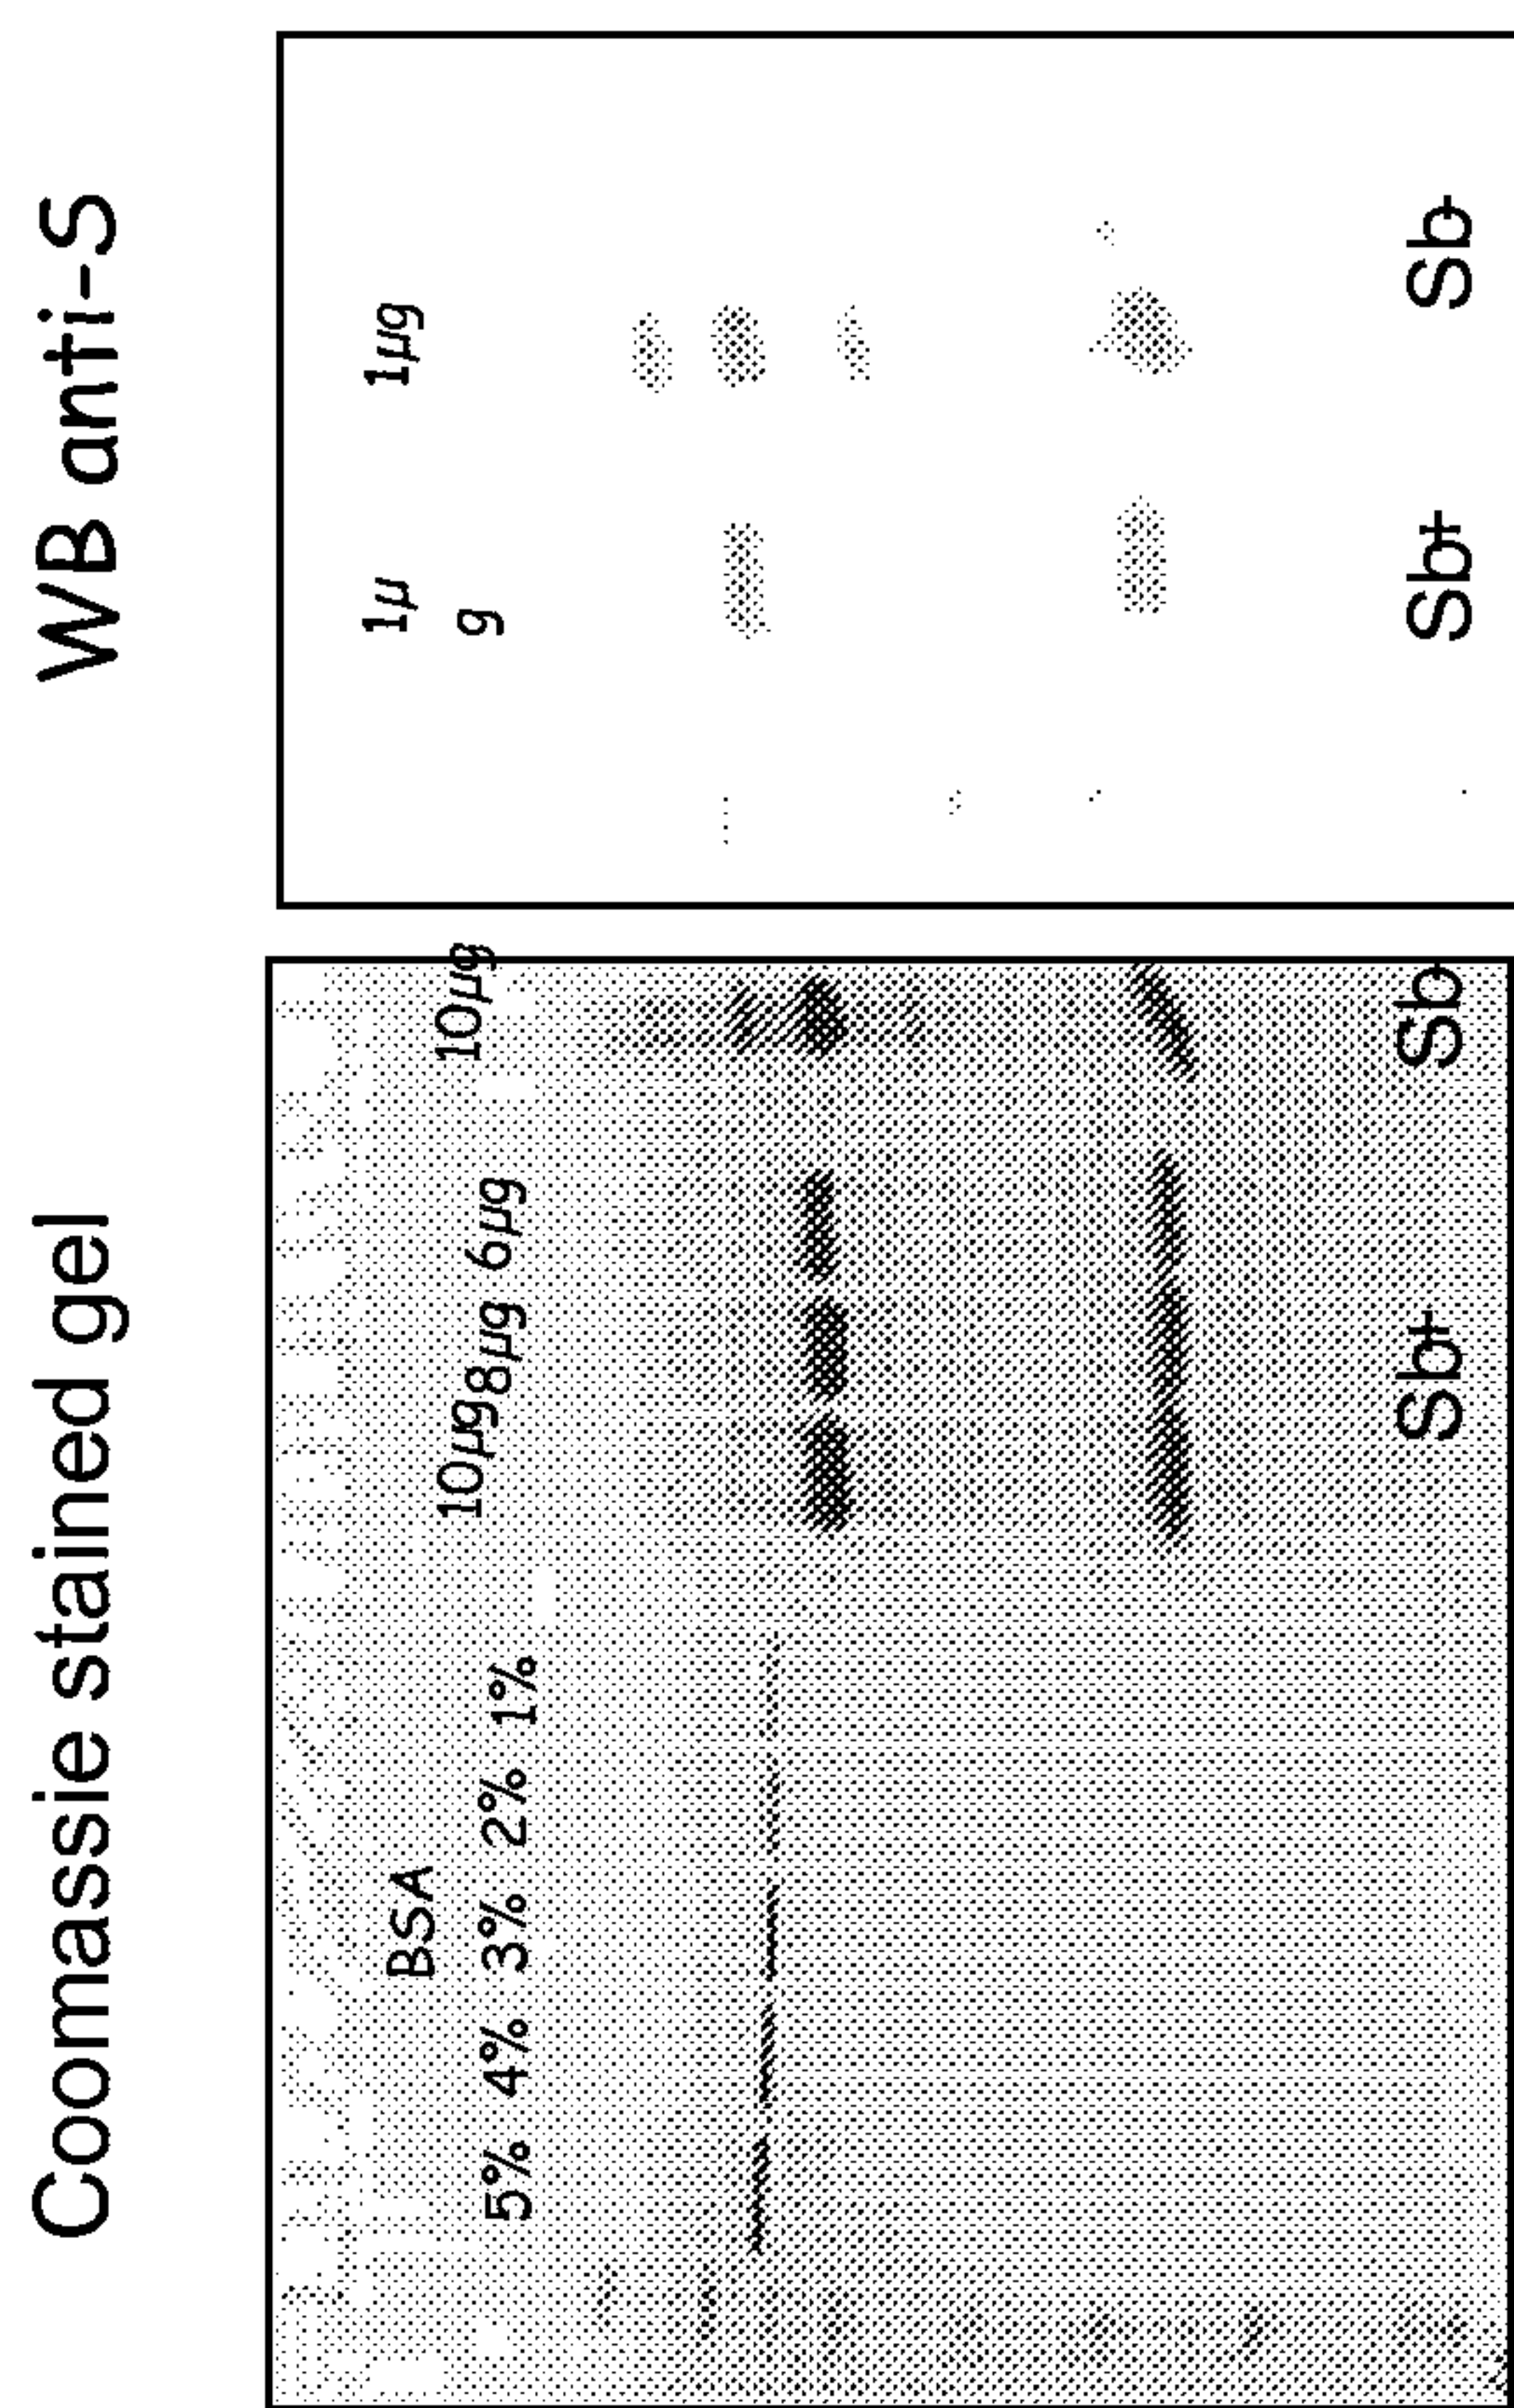 Coomassie stained gel
BSA
5% 4% 3% 2% 1%
10µg 8µg 6µg
10µg
Sb+
Sb-
WB anti-S
1µ
g
1µg
Sb+
Sb-